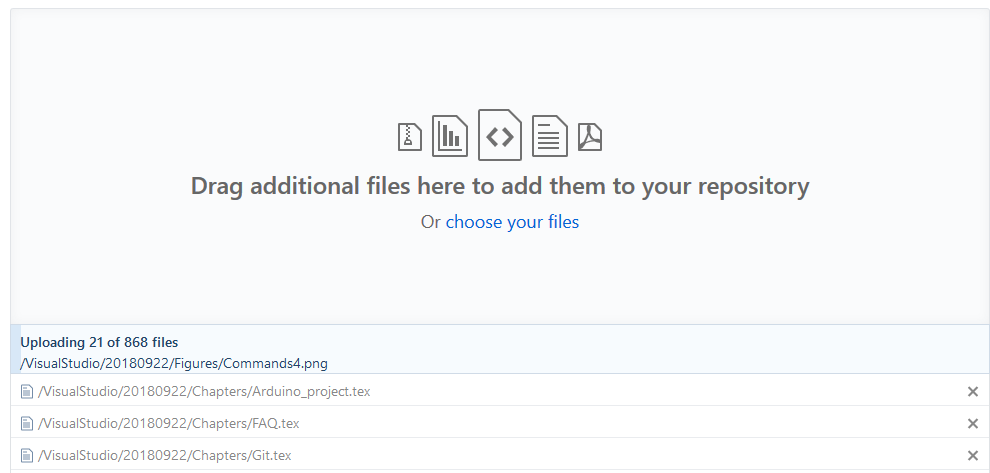 Drag additional files here to add them to your repository
Or choose your files
Uploading 21 of 868 files
/VisualStudio/20180922/Figures/Commands4.png
/VisualStudio/20180922/Chapters/Arduino_project.tex
/VisualStudio/20180922/Chapters/FAQ.tex
/VisualStudio/20180922/Chapters/Git.tex